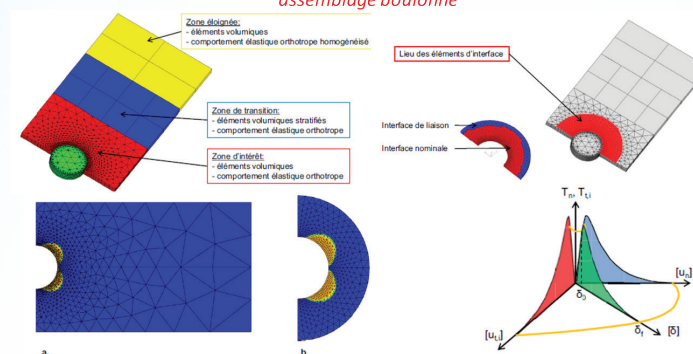 assemblage boulonné
Zone éloignée:
- éléments volumiques
- comportement élastique orthotrope homogénéisé
Zone de transition:
- éléments volumiques stratifiés
- comportement élastique orthotrope
Zone d'intérêt:
- éléments volumiques
- comportement élastique orthotrope
Lieu des éléments d'interface
Interface de liaison
Interface nominale
a
b
Tn, Tt,i
[un]
δ0
δf
[δ]
[ut,i]